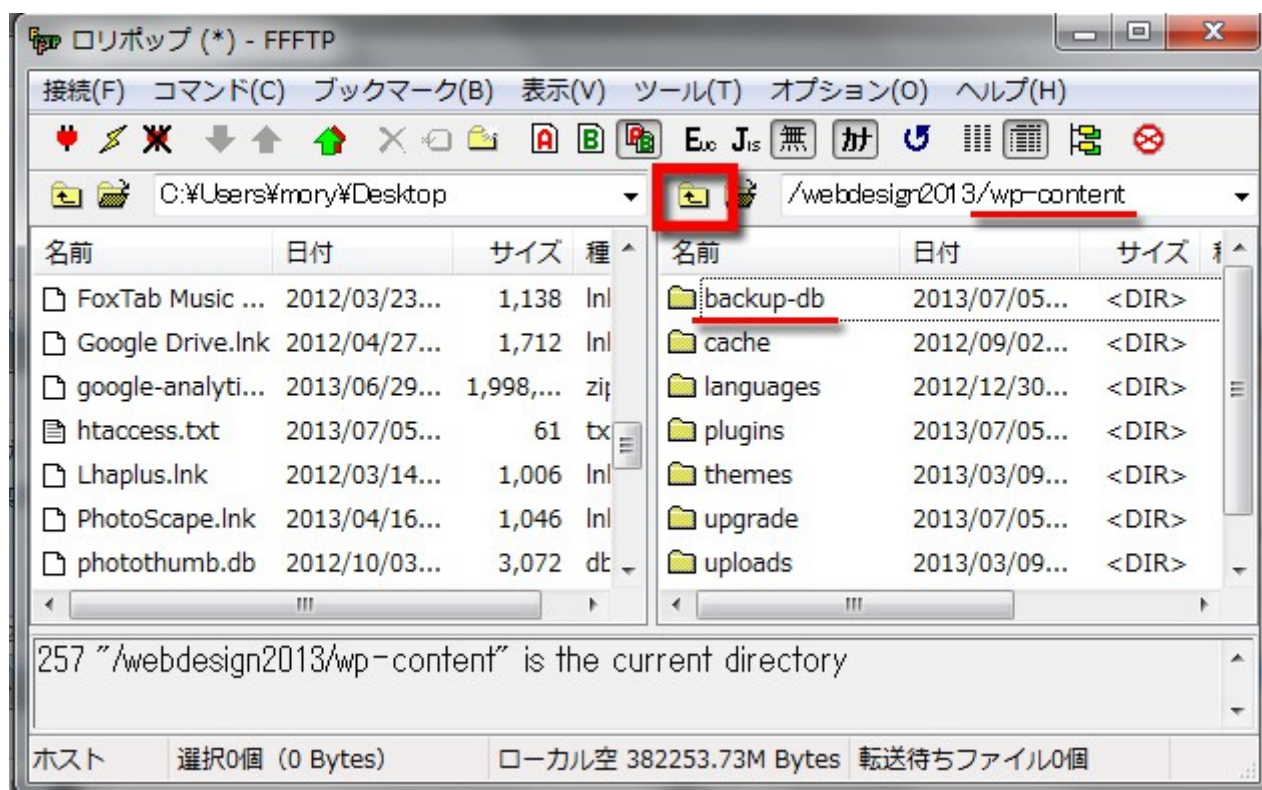 ロリポップ (*) - FFFTP
接続(F) コマンド(C) ブックマーク(B) 表示(V) ツール(T) オプション(O) ヘルプ(H)
A B Euc JIS 無 カナ
C:¥Users¥mory¥Desktop /webdesign2013/wp-content
名前 日付 サイズ 種 名前 日付 サイズ
FoxTab Music ... 2012/03/23... 1,138 lnl backup-db 2013/07/05... <DIR>
Google Drive.lnk 2012/04/27... 1,712 lnl cache 2012/09/02... <DIR>
google-analyti... 2013/06/29... 1,998,... zip languages 2012/12/30... <DIR>
htaccess.txt 2013/07/05... 61 tx plugins 2013/07/05... <DIR>
Lhaplus.lnk 2012/03/14... 1,006 lnl themes 2013/03/09... <DIR>
PhotoScape.lnk 2013/04/16... 1,046 lnl upgrade 2013/07/05... <DIR>
photothumb.db 2012/10/03... 3,072 db uploads 2013/03/09... <DIR>
257 "/webdesign2013/wp-content" is the current directory
ホスト 選択0個 (0 Bytes) ローカル空 382253.73M Bytes 転送待ちファイル0個